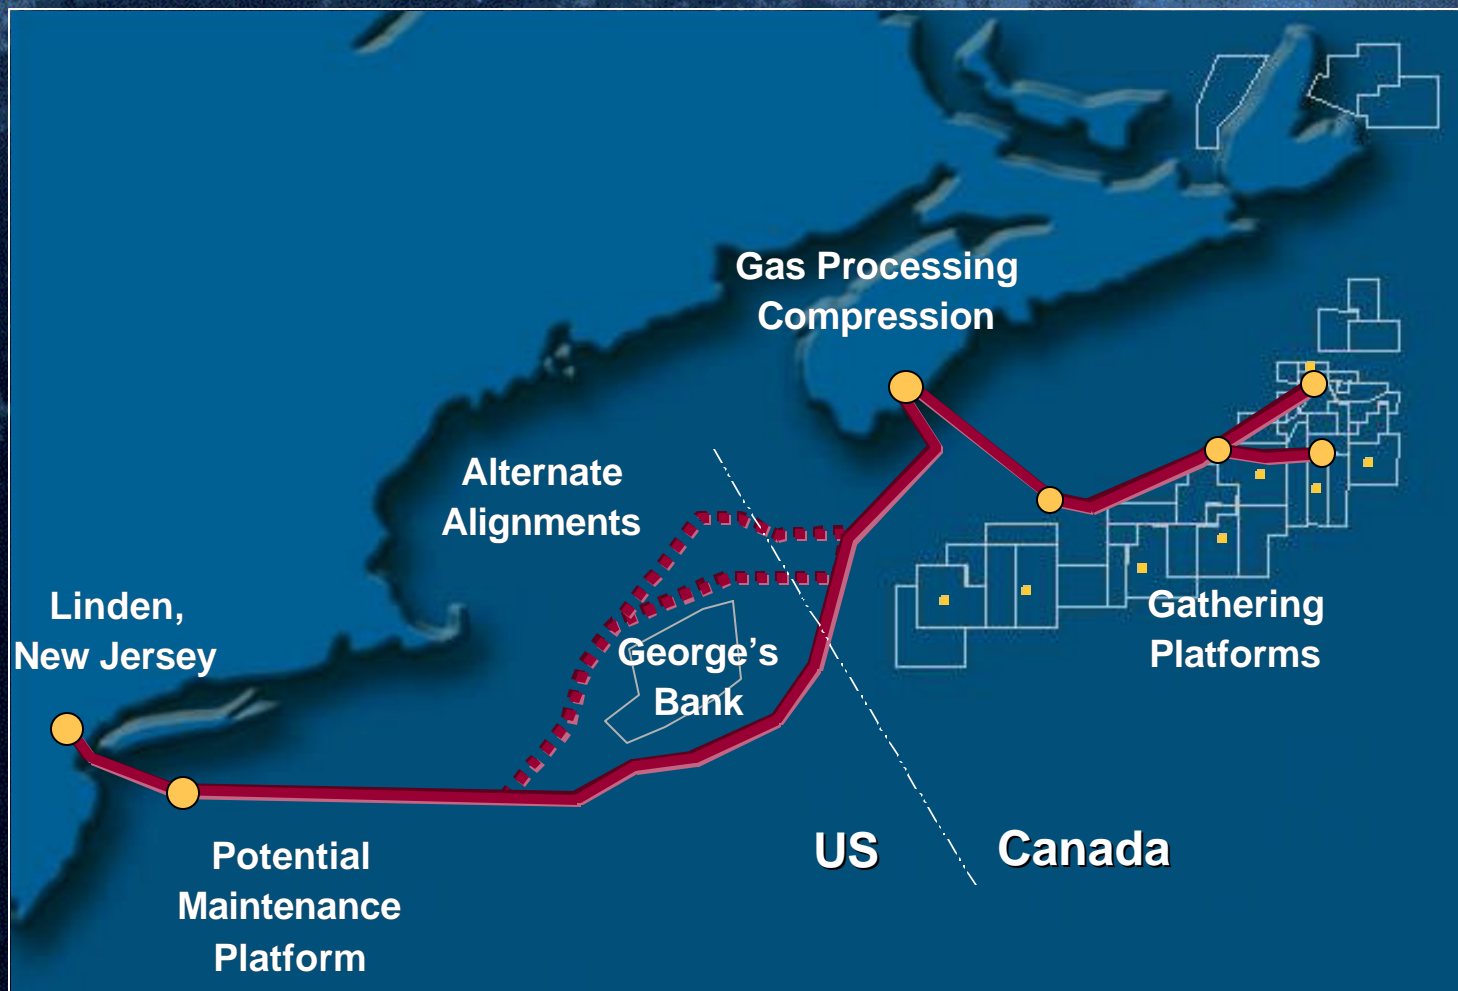 Gas Processing
Compression
Alternate
Alignments
Linden,
New Jersey
George's
Bank
Gathering
Platforms
US
Canada
Potential
Maintenance
Platform